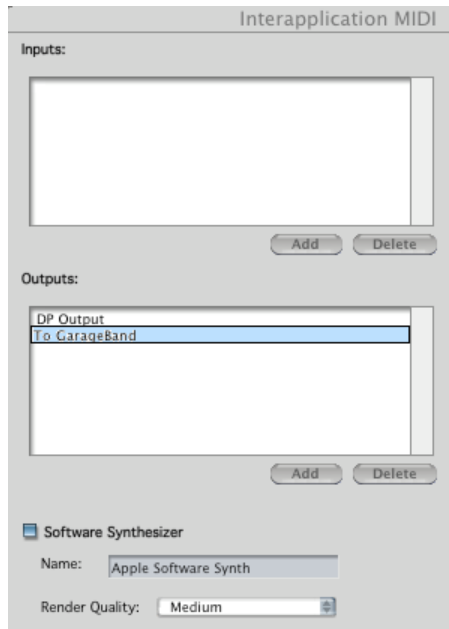 Interapplication MIDI
Inputs:
Add Delete
Outputs:
DP Output
To GarageBand
Add Delete
Software Synthesizer
Name: Apple Software Synth
Render Quality: Medium